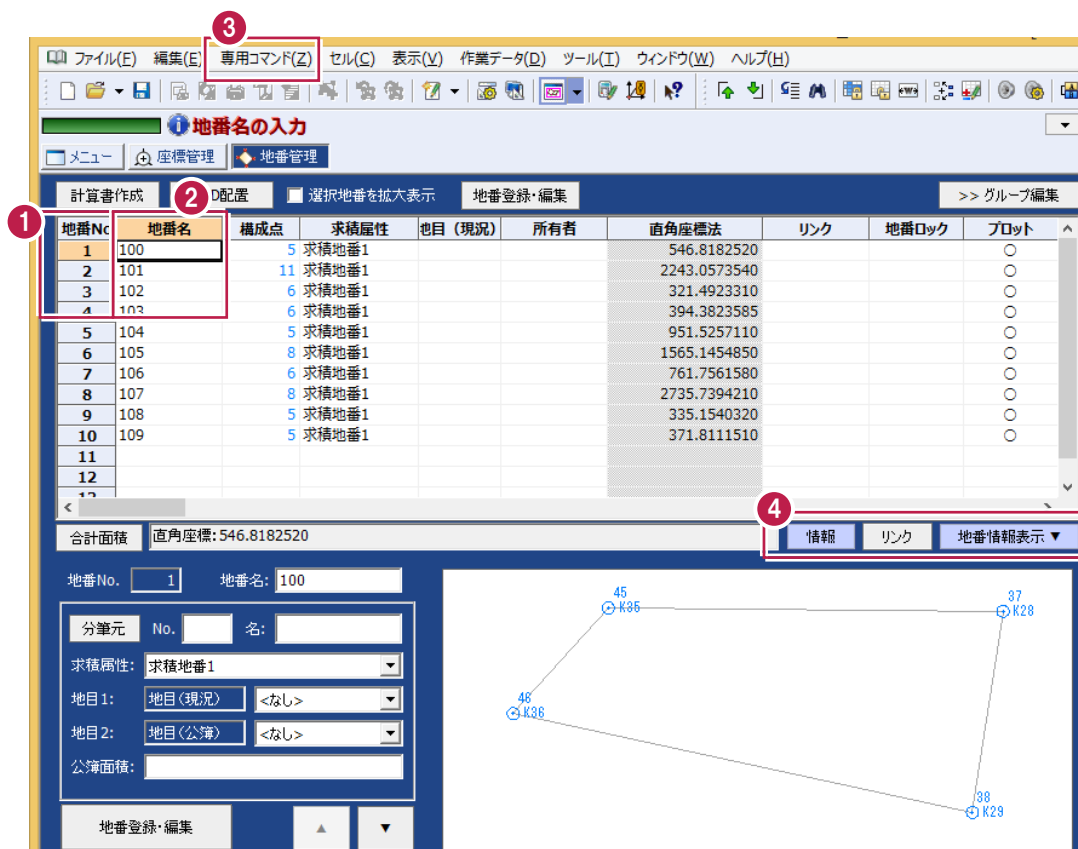 3
ファイル(F) 編集(E) 専用コマンド(Z) セル(C) 表示(V) 作業データ(D) ツール(T) ウィンドウ(W) ヘルプ(H)
地番名の入力
メニュー 座標管理 地番管理
計算書作成 2 D配置 選択地番を拡大表示 地番登録・編集 >> グループ編集
1
地番No 地番名 構成点 求積属性 地目（現況） 所有者 直角座標法 リンク 地番ロック プロット
1 100 5 求積地番1 546.8182520 ○
2 101 11 求積地番1 2243.0573540 ○
3 102 6 求積地番1 321.4923310 ○
4 103 6 求積地番1 394.3823585 ○
5 104 5 求積地番1 951.5257110 ○
6 105 8 求積地番1 1565.1454850 ○
7 106 6 求積地番1 761.7561580 ○
8 107 8 求積地番1 2735.7394210 ○
9 108 5 求積地番1 335.1540320 ○
10 109 5 求積地番1 371.8111510 ○
11
12
4
合計面積 直角座標:546.8182520 情報 リンク 地番情報表示 ▼
地番No. 1 地番名: 100
分筆元 No. 名:
求積属性: 求積地番1
地目1: 地目(現況) <なし>
地目2: 地目(公簿) <なし>
公簿面積:
地番登録・編集 ▲ ▼
45
K35
37
K28
46
K36
38
K29